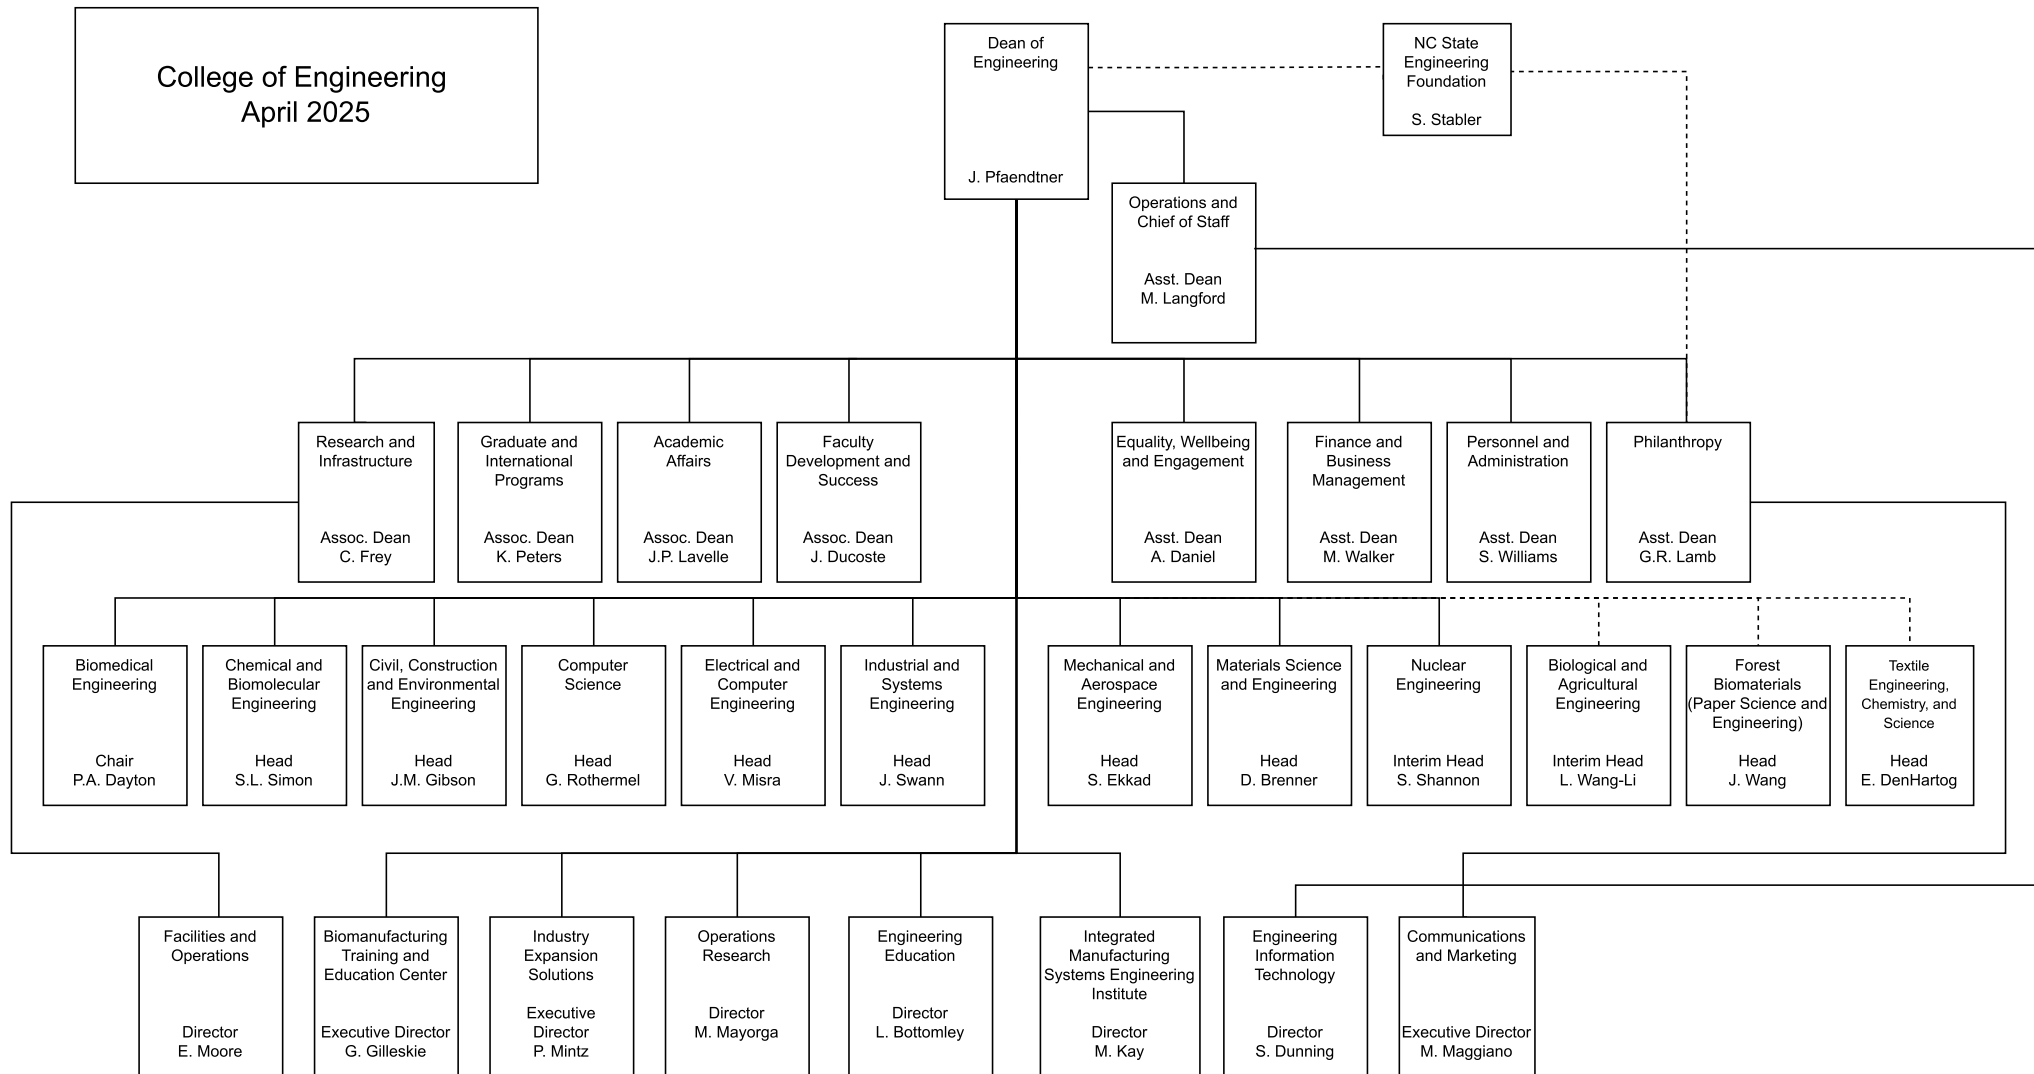 College of Engineering
April 2025
Dean of
Engineering
J. Pfaendtner
NC State
Engineering
Foundation
S. Stabler
Operations and
Chief of Staff
Asst. Dean
M. Langford
Research and
Infrastructure
Assoc. Dean
C. Frey
Graduate and
International
Programs
Assoc. Dean
K. Peters
Academic
Affairs
Assoc. Dean
J.P. Lavelle
Faculty
Development and
Success
Assoc. Dean
J. Ducoste
Equality, Wellbeing
and Engagement
Asst. Dean
A. Daniel
Finance and
Business
Management
Asst. Dean
M. Walker
Personnel and
Administration
Asst. Dean
S. Williams
Philanthropy
Asst. Dean
G.R. Lamb
Biomedical
Engineering
Chair
P.A. Dayton
Chemical and
Biomolecular
Engineering
Head
S.L. Simon
Civil, Construction
and Environmental
Engineering
Head
J.M. Gibson
Computer
Science
Head
G. Rothermel
Electrical and
Computer
Engineering
Head
V. Misra
Industrial and
Systems
Engineering
Head
J. Swann
Mechanical and
Aerospace
Engineering
Head
S. Ekkad
Materials Science
and Engineering
Head
D. Brenner
Nuclear
Engineering
Interim Head
S. Shannon
Biological and
Agricultural
Engineering
Interim Head
L. Wang-Li
Forest
Biomaterials
(Paper Science and
Engineering)
Head
J. Wang
Textile
Engineering,
Chemistry, and
Science
Head
E. DenHartog
Facilities and
Operations
Director
E. Moore
Biomanufacturing
Training and
Education Center
Executive Director
G. Gilleskie
Industry
Expansion
Solutions
Executive
Director
P. Mintz
Operations
Research
Director
M. Mayorga
Engineering
Education
Director
L. Bottomley
Integrated
Manufacturing
Systems Engineering
Institute
Director
M. Kay
Engineering
Information
Technology
Director
S. Dunning
Communications
and Marketing
Executive Director
M. Maggiano